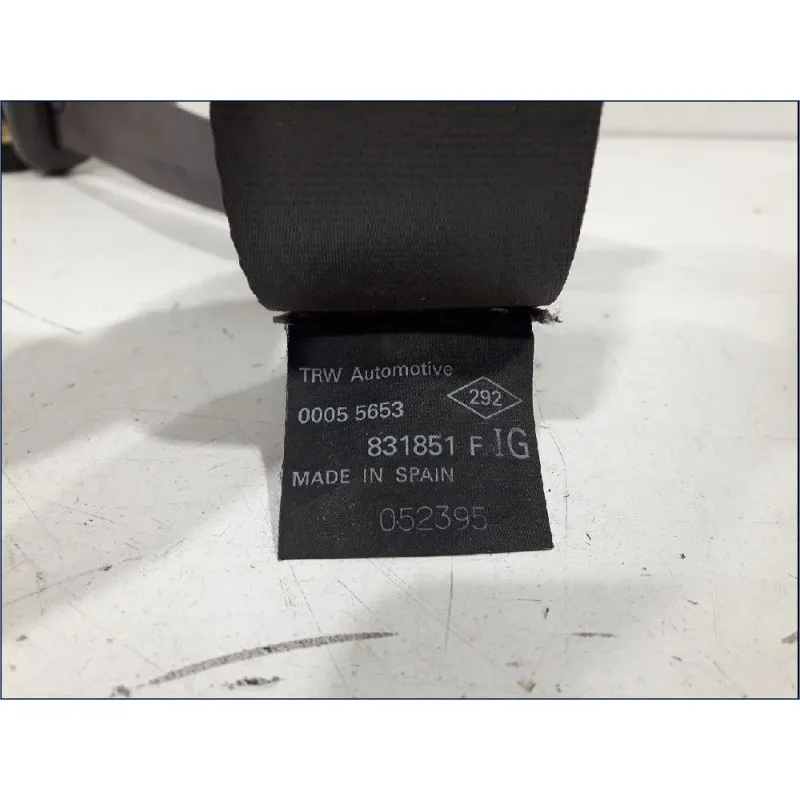 TRW Automotive
292
0005 5653
831851 F IG
MADE IN SPAIN
052395